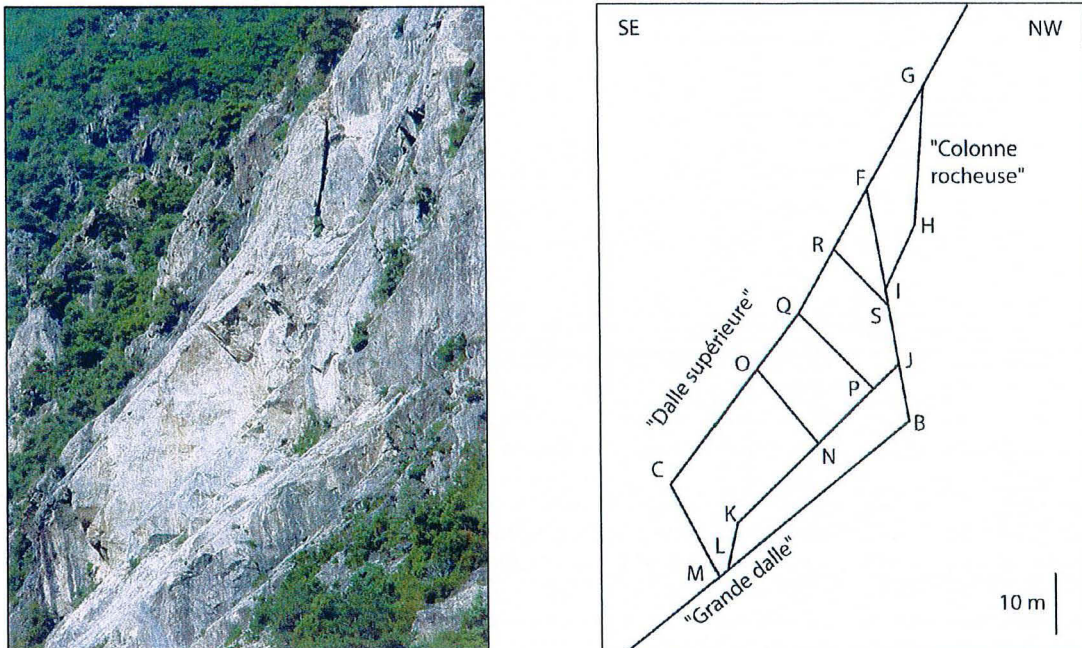 SE
NW
G
"Colonne
rocheuse"
F
H
R
I
S
Q
"Dalle supérieure"
O
J
P
B
N
C
K
L
M
"Grande dalle"
10 m